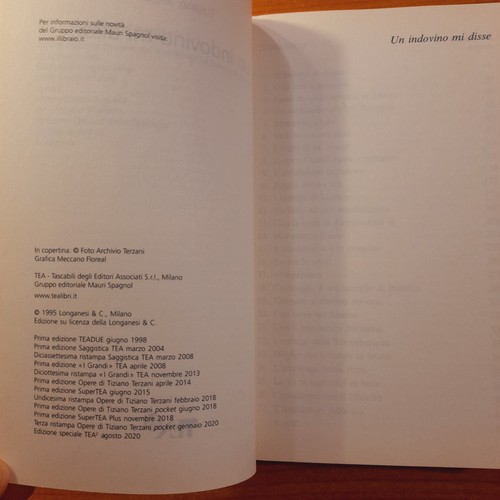 Per informazioni sulle novità
del Gruppo editoriale Mauri Spagnol visita
www.illibraio.it
In copertina: © Foto Archivio Terzani
Grafica Meccano Floreal
TEA - Tascabili degli Editori Associati S.r.l., Milano
Gruppo editoriale Mauri Spagnol
www.tealibri.it
© 1995 Longanesi & C., Milano
Edizione su licenza della Longanesi & C.
Prima edizione TEADUE giugno 1998
Prima edizione Saggistica TEA marzo 2004
Diciassettesima ristampa Saggistica TEA marzo 2008
Prima edizione «I Grandi» TEA aprile 2008
Diciottesima ristampa «I Grandi» TEA novembre 2013
Prima edizione Opere di Tiziano Terzani aprile 2014
Prima edizione SuperTEA giugno 2015
Undicesima ristampa Opere di Tiziano Terzani febbraio 2018
Prima edizione Opere di Tiziano Terzani pocket giugno 2018
Prima edizione SuperTEA Plus novembre 2018
Terza ristampa Opere di Tiziano Terzani pocket gennaio 2020
Edizione speciale TEA² agosto 2020
Un indovino mi disse